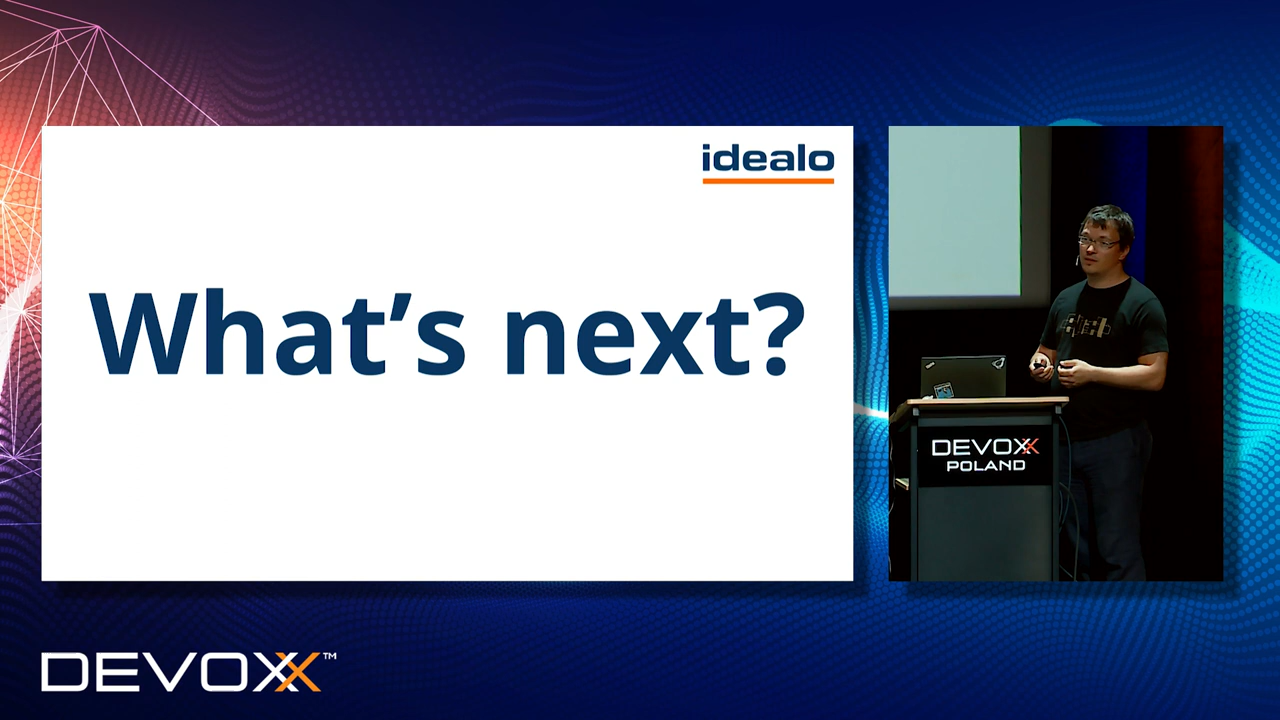 idealo
What's next?
DEVOXX
POLAND
DEVOXX™